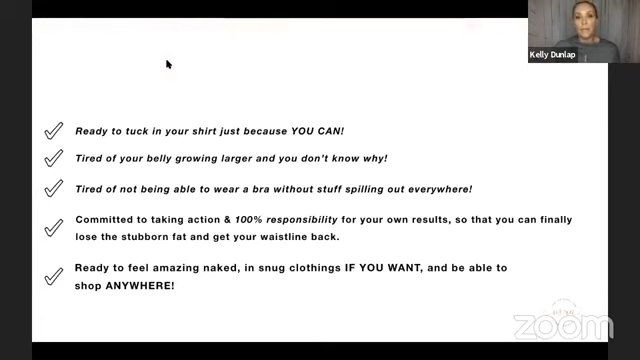 Kelly Dunlap
Ready to tuck in your shirt just because YOU CAN!
Tired of your belly growing larger and you don't know why!
Tired of not being able to wear a bra without stuff spilling out everywhere!
Committed to taking action & 100% responsibility for your own results, so that you can finally
lose the stubborn fat and get your waistline back.
Ready to feel amazing naked, in snug clothings IF YOU WANT, and be able to
shop ANYWHERE!
zoom